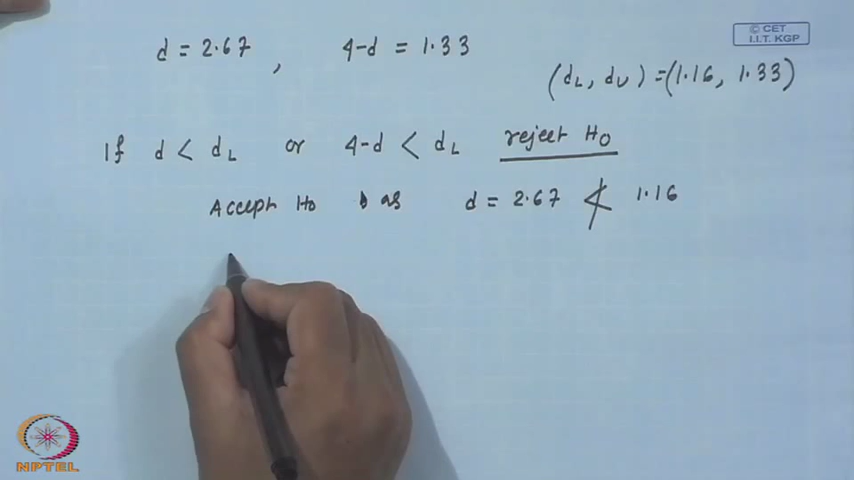 © CET
I.I.T. KGP
d = 2.67 , 4-d = 1.33
(dL, dU) = (1.16, 1.33)
If d < dL or 4-d < dL reject H0
Accept H0 as d = 2.67 ≮ 1.16
NPTEL